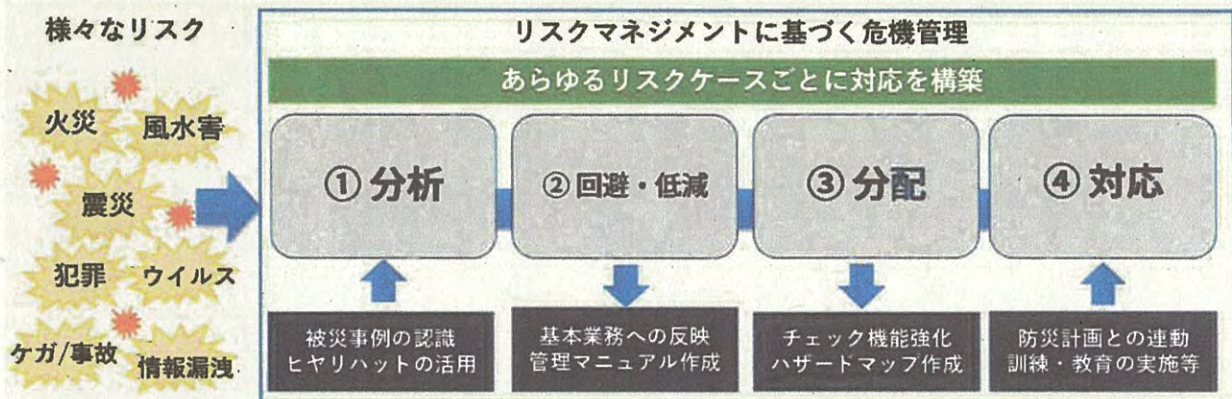 様々なリスク
火災
風水害
震災
犯罪
ウイルス
ケガ/事故
情報漏洩
リスクマネジメントに基づく危機管理
あらゆるリスクケースごとに対応を構築
① 分析
② 回避・低減
③ 分配
④ 対応
被災事例の認識
ヒヤリハットの活用
基本業務への反映
管理マニュアル作成
チェック機能強化
ハザードマップ作成
防災計画との連動
訓練・教育の実施等